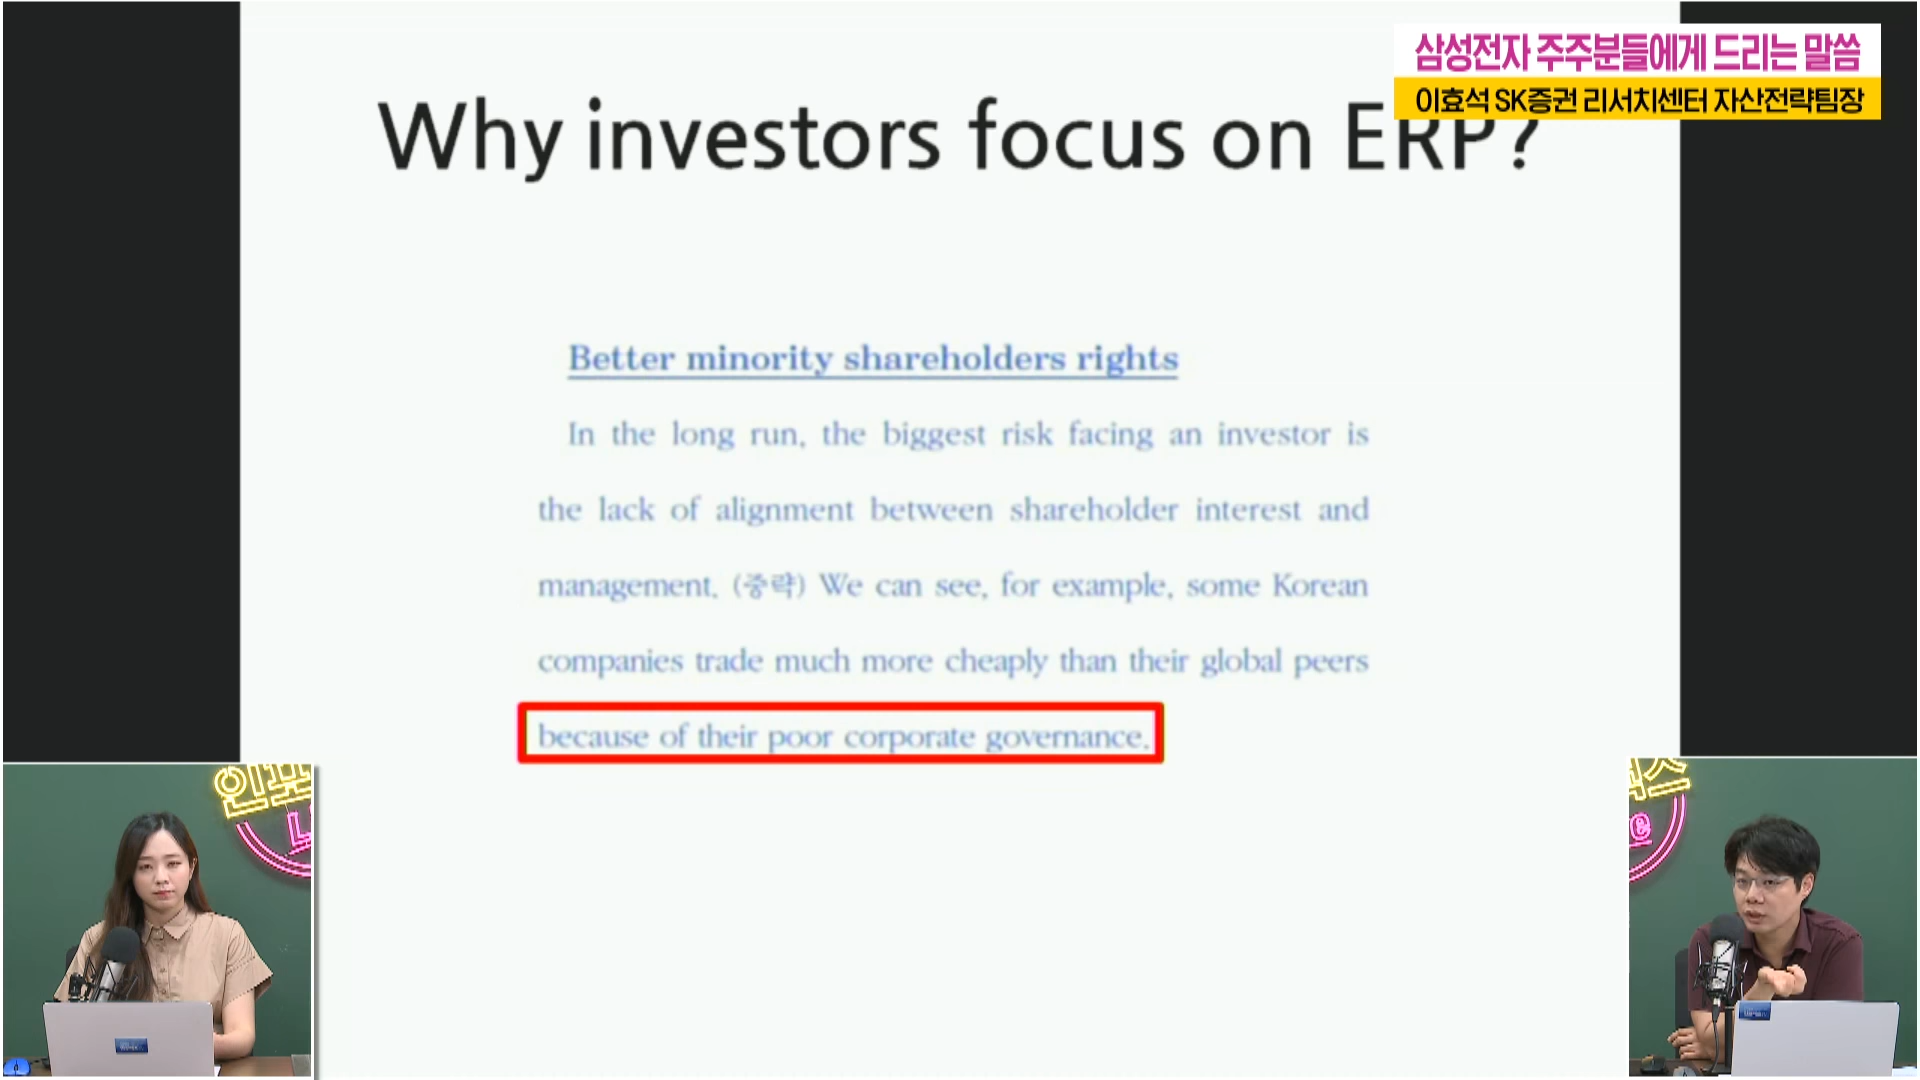 삼성전자 주주분들에게 드리는 말씀
이효석 SK증권 리서치센터 자산전략팀장
Why investors focus on ERP?
Better minority shareholders rights
In the long run, the biggest risk facing an investor is
the lack of alignment between shareholder interest and
management, (중략) We can see, for example, some Korean
companies trade much more cheaply than their global peers
because of their poor corporate governance.
인포